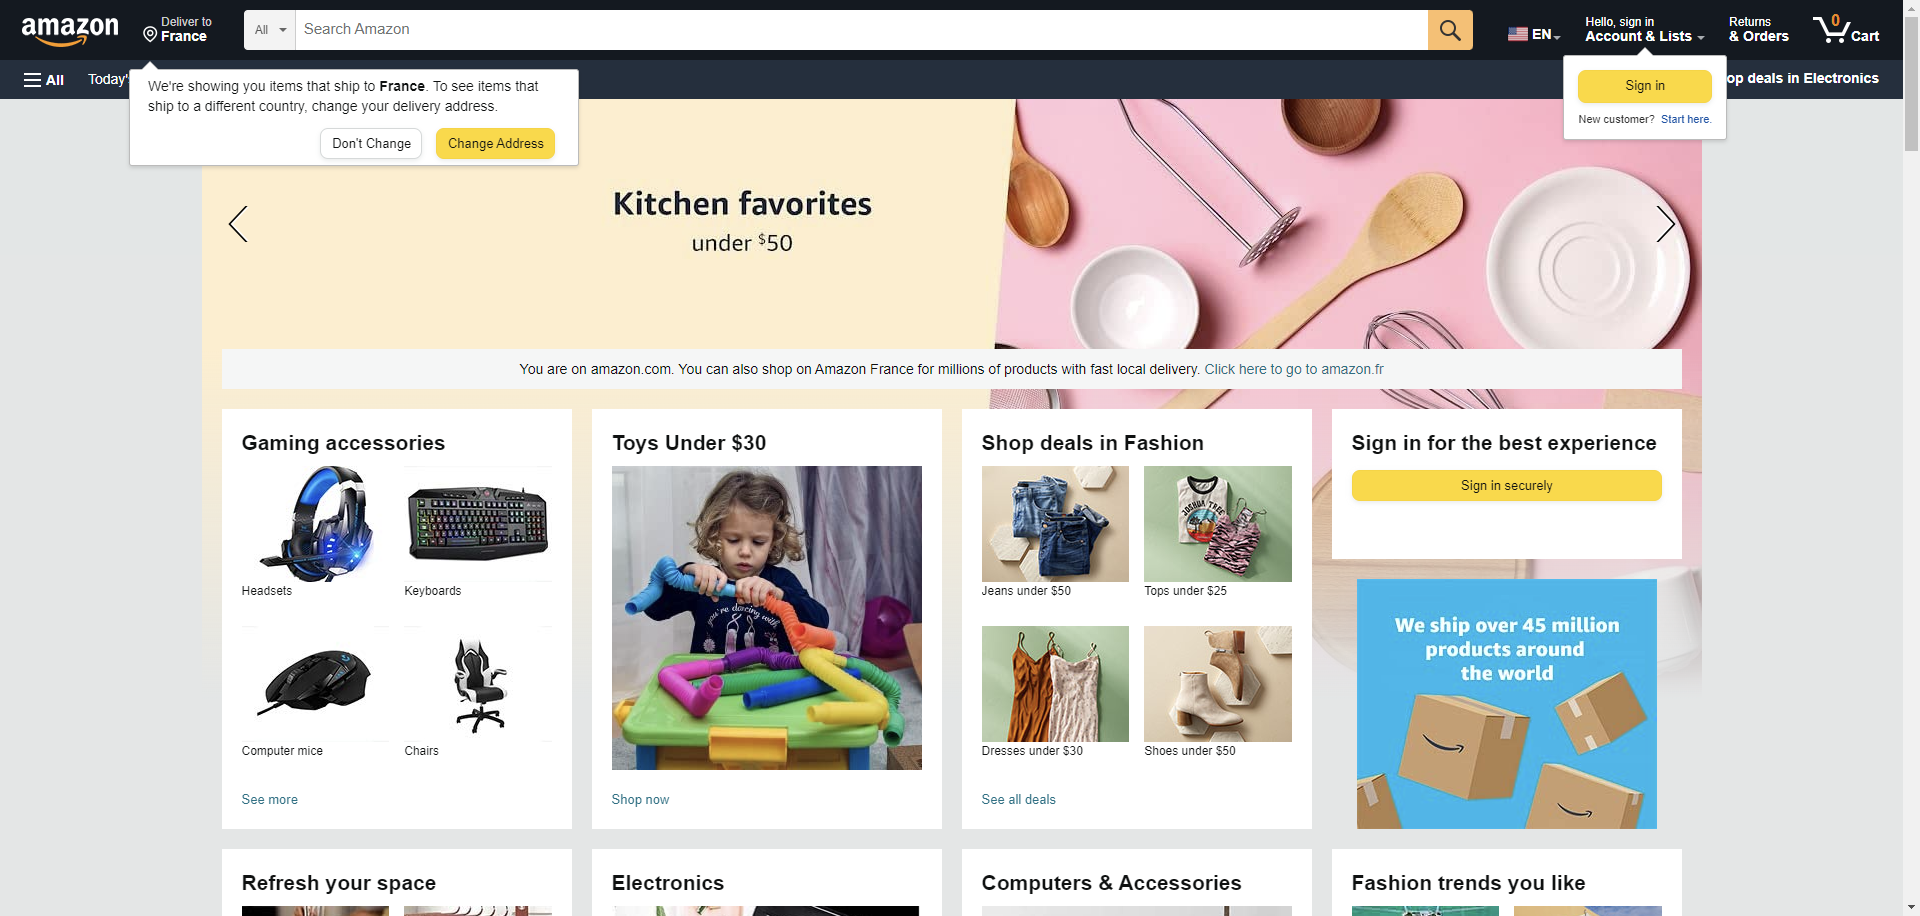 amazon
Deliver to
France
All
Search Amazon
EN
Hello, sign in
Account & Lists
Returns
& Orders
0
Cart
All
Today's
op deals in Electronics
We're showing you items that ship to France. To see items that
ship to a different country, change your delivery address.
Don't Change
Change Address
Sign in
New customer? Start here.
Kitchen favorites
under $50
You are on amazon.com. You can also shop on Amazon France for millions of products with fast local delivery. Click here to go to amazon.fr
Gaming accessories
Headsets
Keyboards
Computer mice
Chairs
See more
Toys Under $30
you're dancing with
Shop now
Shop deals in Fashion
JOSHUA TREE
Jeans under $50
Tops under $25
Dresses under $30
Shoes under $50
See all deals
Sign in for the best experience
Sign in securely
We ship over 45 million
products around
the world
Refresh your space
Electronics
Computers & Accessories
Fashion trends you like